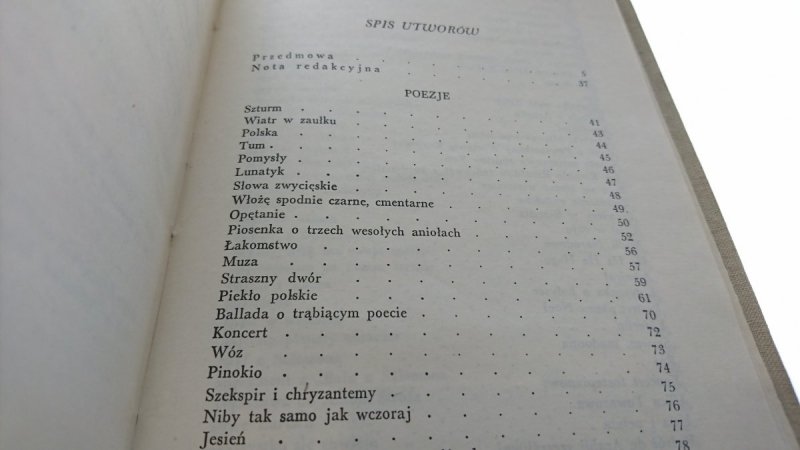 SPIS UTWORÓW
Przedmowa . . . . . . . . 5
Nota redakcyjna . . . . . . . 37
POEZJE
Szturm . . . . . . . . . 41
Wiatr w zaułku . . . . . . . 43
Polska . . . . . . . . . 44
Tum . . . . . . . . . . 45
Pomysły . . . . . . . . . 46
Lunatyk . . . . . . . . . 47
Słowa zwycięskie . . . . . . . 48
Włożę spodnie czarne, cmentarne . . . . . 49
Opętanie . . . . . . . . . 50
Piosenka o trzech wesołych aniołach . . . . 52
Łakomstwo . . . . . . . . 56
Muza . . . . . . . . . 57
Straszny dwór . . . . . . . . 59
Piekło polskie . . . . . . . . 61
Ballada o trąbiącym poecie . . . . . . 70
Koncert . . . . . . . . . 72
Wóz . . . . . . . . . . 73
Pinokio . . . . . . . . . 74
Szekspir i chryzantemy . . . . . . . 75
Niby tak samo jak wczoraj . . . . . . 76
Jesień . . . . . . . . . 77
78